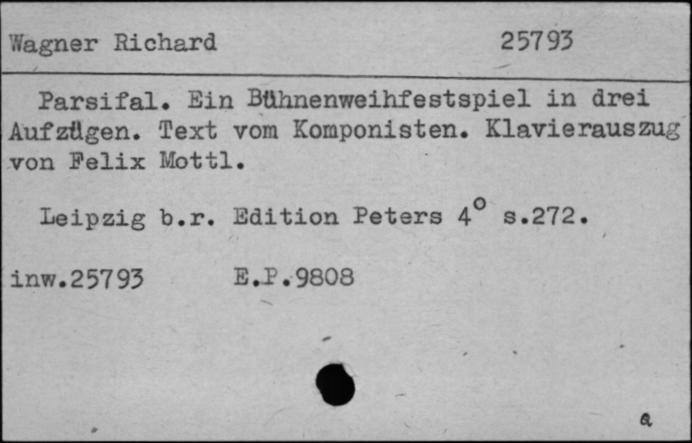 Wagner Richard 25793
Parsifal. Ein Bühnenweihfestspiel in drei
Aufzügen. Text vom Komponisten. Klavierauszug
von Felix Mottl.
Leipzig b.r. Edition Peters 4° s.272.
inw.25793 E.P.9808
a